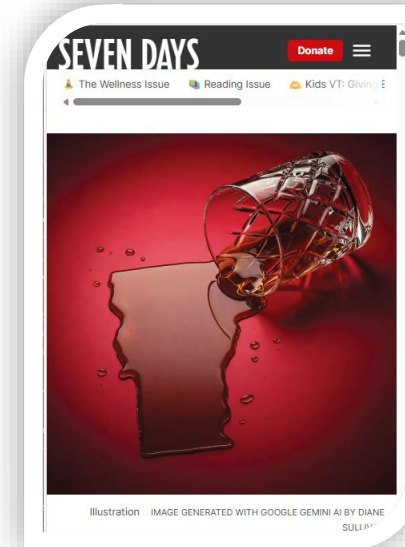 SEVEN DAYS
Donate
The Wellness Issue
Reading Issue
Kids VT: Giving
Illustration IMAGE GENERATED WITH GOOGLE GEMINI AI BY DIANE